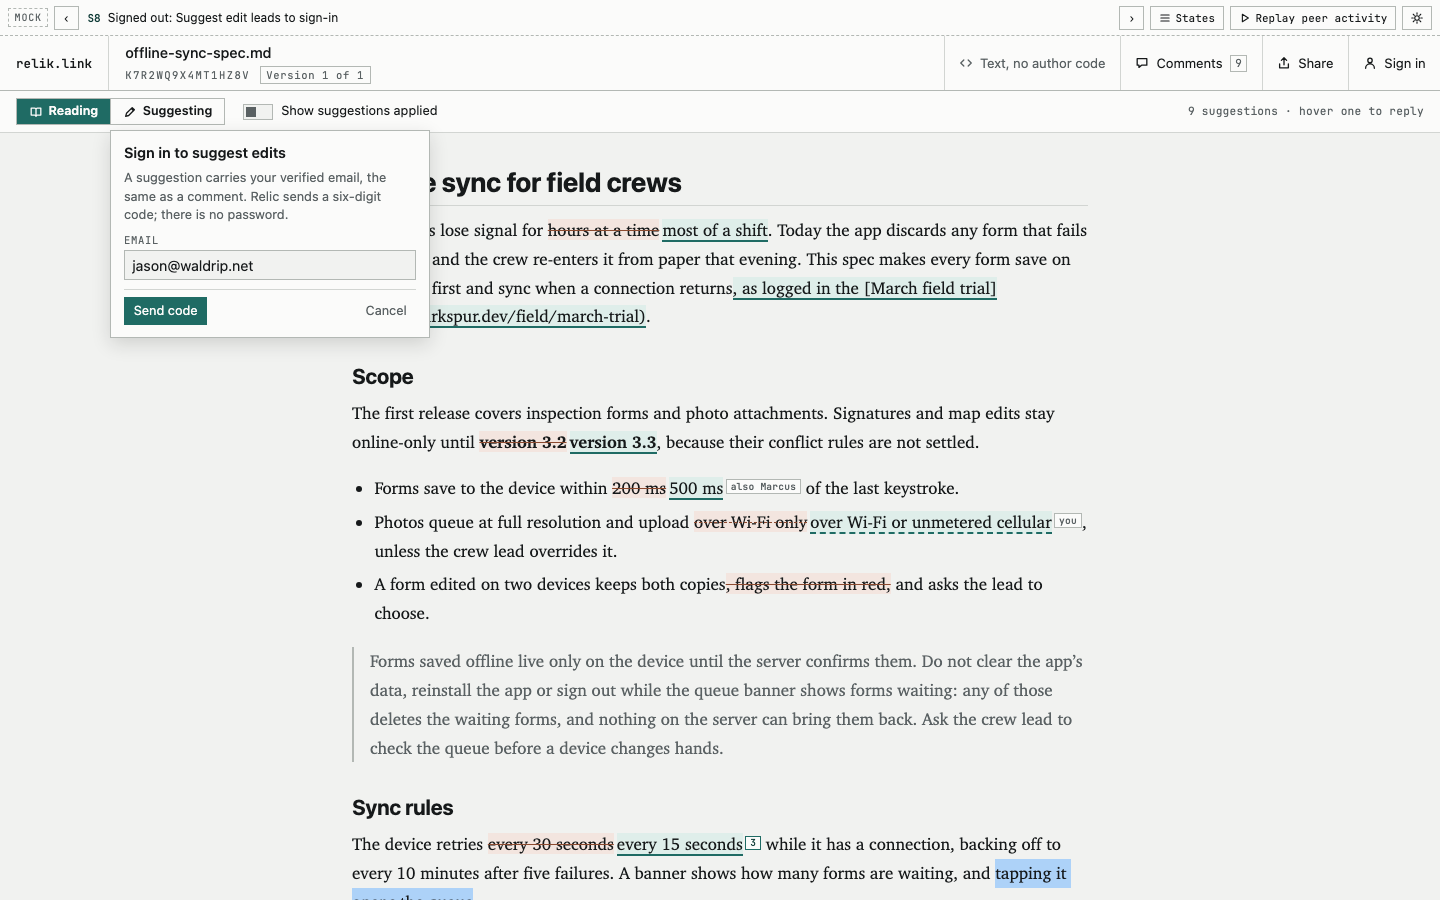 MOCK ‹ S8 Signed out: Suggest edit leads to sign-in › States Replay peer activity
relik.link
offline-sync-spec.md
K7R2WQ9X4MT1HZ8V Version 1 of 1
Text, no author code Comments 9 Share Sign in
Reading Suggesting Show suggestions applied 9 suggestions · hover one to reply
Sign in to suggest edits
A suggestion carries your verified email, the
same as a comment. Relic sends a six-digit
code; there is no password.
EMAIL
jason@waldrip.net
Send code Cancel
sync for field crews
lose signal for hours at a time most of a shift. Today the app discards any form that fails
and the crew re-enters it from paper that evening. This spec makes every form save on
first and sync when a connection returns, as logged in the [March field trial]
rkspur.dev/field/march-trial).
Scope
The first release covers inspection forms and photo attachments. Signatures and map edits stay
online-only until version 3.2 version 3.3, because their conflict rules are not settled.
• Forms save to the device within 200 ms 500 ms also Marcus of the last keystroke.
• Photos queue at full resolution and upload over Wi-Fi only over Wi-Fi or unmetered cellular you,
unless the crew lead overrides it.
• A form edited on two devices keeps both copies, flags the form in red, and asks the lead to
choose.
Forms saved offline live only on the device until the server confirms them. Do not clear the app’s
data, reinstall the app or sign out while the queue banner shows forms waiting: any of those
deletes the waiting forms, and nothing on the server can bring them back. Ask the crew lead to
check the queue before a device changes hands.
Sync rules
The device retries every 30 seconds every 15 seconds 3 while it has a connection, backing off to
every 10 minutes after five failures. A banner shows how many forms are waiting, and tapping it